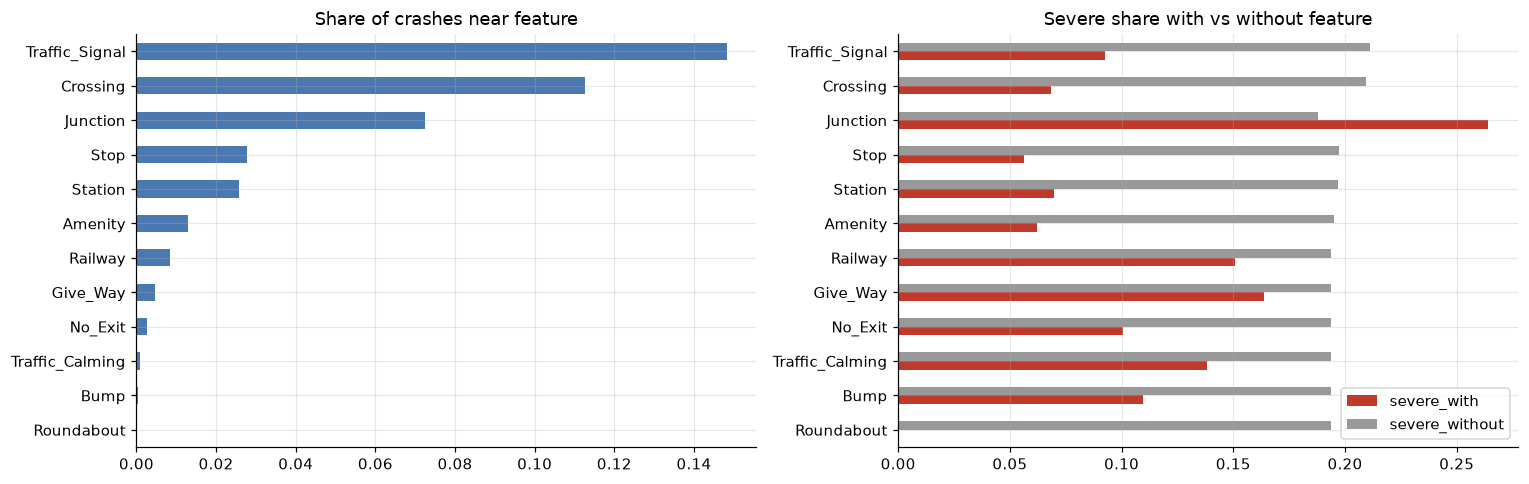 Share of crashes near feature
Traffic_Signal
Crossing
Junction
Stop
Station
Amenity
Railway
Give_Way
No_Exit
Traffic_Calming
Bump
Roundabout
0.00 0.02 0.04 0.06 0.08 0.10 0.12 0.14
Severe share with vs without feature
Traffic_Signal
Crossing
Junction
Stop
Station
Amenity
Railway
Give_Way
No_Exit
Traffic_Calming
Bump
Roundabout
severe_with
severe_without
0.00 0.05 0.10 0.15 0.20 0.25